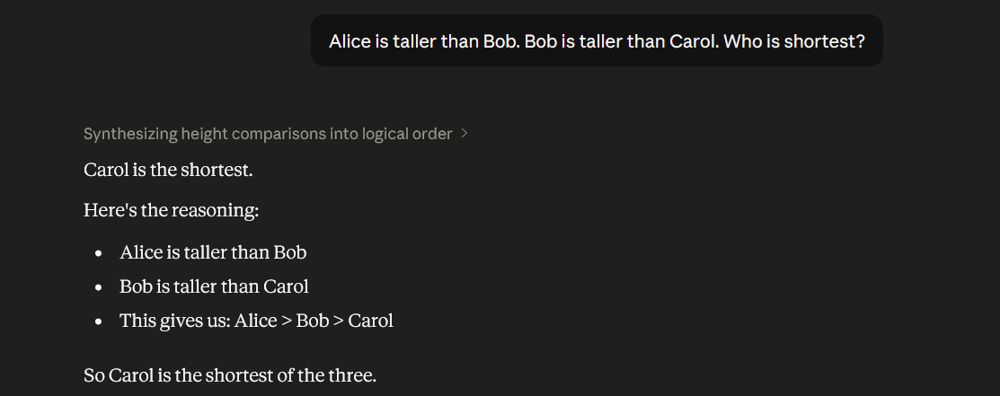 Alice is taller than Bob. Bob is taller than Carol. Who is shortest?
Synthesizing height comparisons into logical order >
Carol is the shortest.
Here's the reasoning:
• Alice is taller than Bob
• Bob is taller than Carol
• This gives us: Alice > Bob > Carol
So Carol is the shortest of the three.